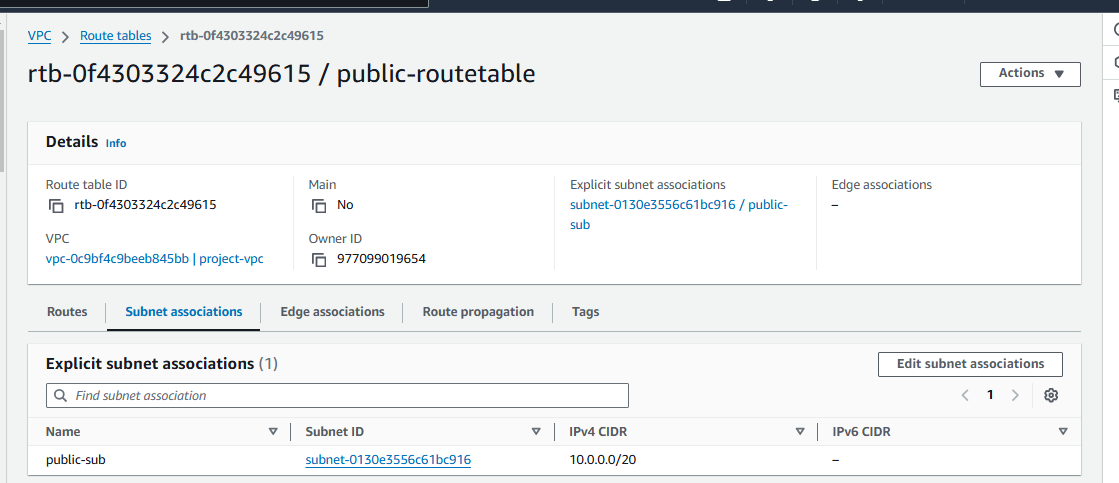 VPC > Route tables > rtb-0f4303324c2c49615
rtb-0f4303324c2c49615 / public-routetable
Actions
Details Info
Route table ID
rtb-0f4303324c2c49615
Main
No
Explicit subnet associations
subnet-0130e3556c61bc916 / public-
sub
Edge associations
–
VPC
vpc-0c9bf4c9beeb845bb | project-vpc
Owner ID
977099019654
Routes Subnet associations Edge associations Route propagation Tags
Explicit subnet associations (1)
Edit subnet associations
Find subnet association
1
Name Subnet ID IPv4 CIDR IPv6 CIDR
public-sub subnet-0130e3556c61bc916 10.0.0.0/20 –